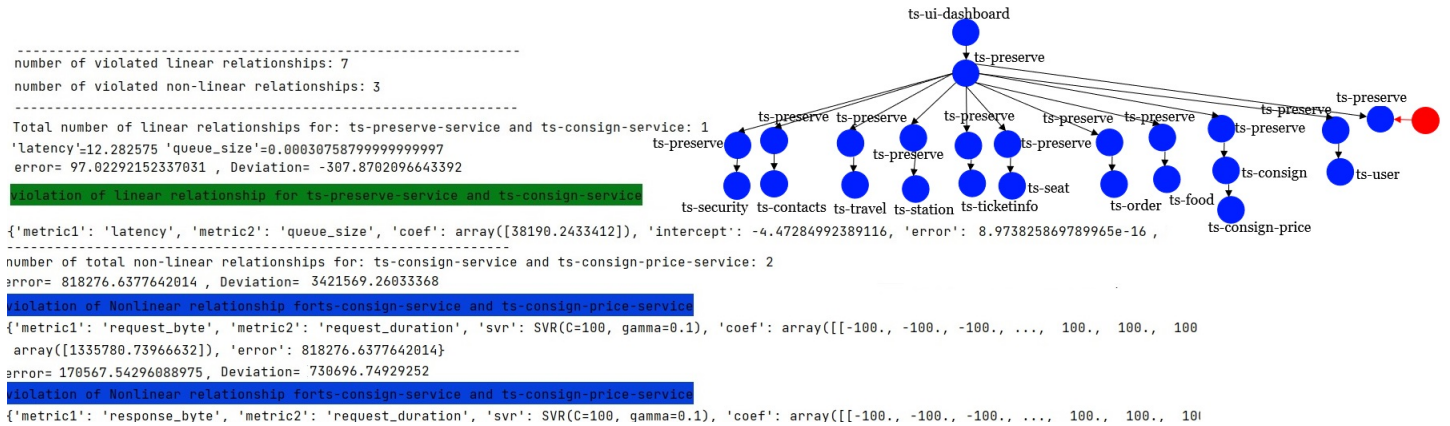 ---------------------------------------------------------
number of violated linear relationships: 7
number of violated non-linear relationships: 3
---------------------------------------------------------
Total number of linear relationships for: ts-preserve-service and ts-consign-service: 1
'latency'=12.282575 'queue_size'=0.00030758799999999997
error= 97.02292152337031 , Deviation= -307.8702096643392
violation of linear relationship for ts-preserve-service and ts-consign-service
{'metric1': 'latency', 'metric2': 'queue_size', 'coef': array([38190.2433412]), 'intercept': -4.47284992389116, 'error': 8.973825869789965e-16 ,
---------------------------------------------------------
number of total non-linear relationships for: ts-consign-service and ts-consign-price-service: 2
error= 818276.6377642014 , Deviation= 3421569.26033368
violation of Nonlinear relationship forts-consign-service and ts-consign-price-service
{'metric1': 'request_byte', 'metric2': 'request_duration', 'svr': SVR(C=100, gamma=0.1), 'coef': array([[-100., -100., -100., ..., 100., 100., 100
array([1335780.73966632]), 'error': 818276.6377642014}
error= 170567.54296088975, Deviation= 730696.74929252
violation of Nonlinear relationship forts-consign-service and ts-consign-price-service
{'metric1': 'response_byte', 'metric2': 'request_duration', 'svr': SVR(C=100, gamma=0.1), 'coef': array([[-100., -100., -100., ..., 100., 100., 10
ts-ui-dashboard
ts-preserve
ts-preserve
ts-preserve
ts-preserve
ts-preserve
ts-preserve
ts-preserve
ts-preserve
ts-preserve
ts-preserve
ts-preserve
ts-preserve
ts-consign
ts-user
ts-seat
ts-food
ts-security
ts-contacts
ts-travel
ts-station
ts-ticketinfo
ts-order
ts-consign-price